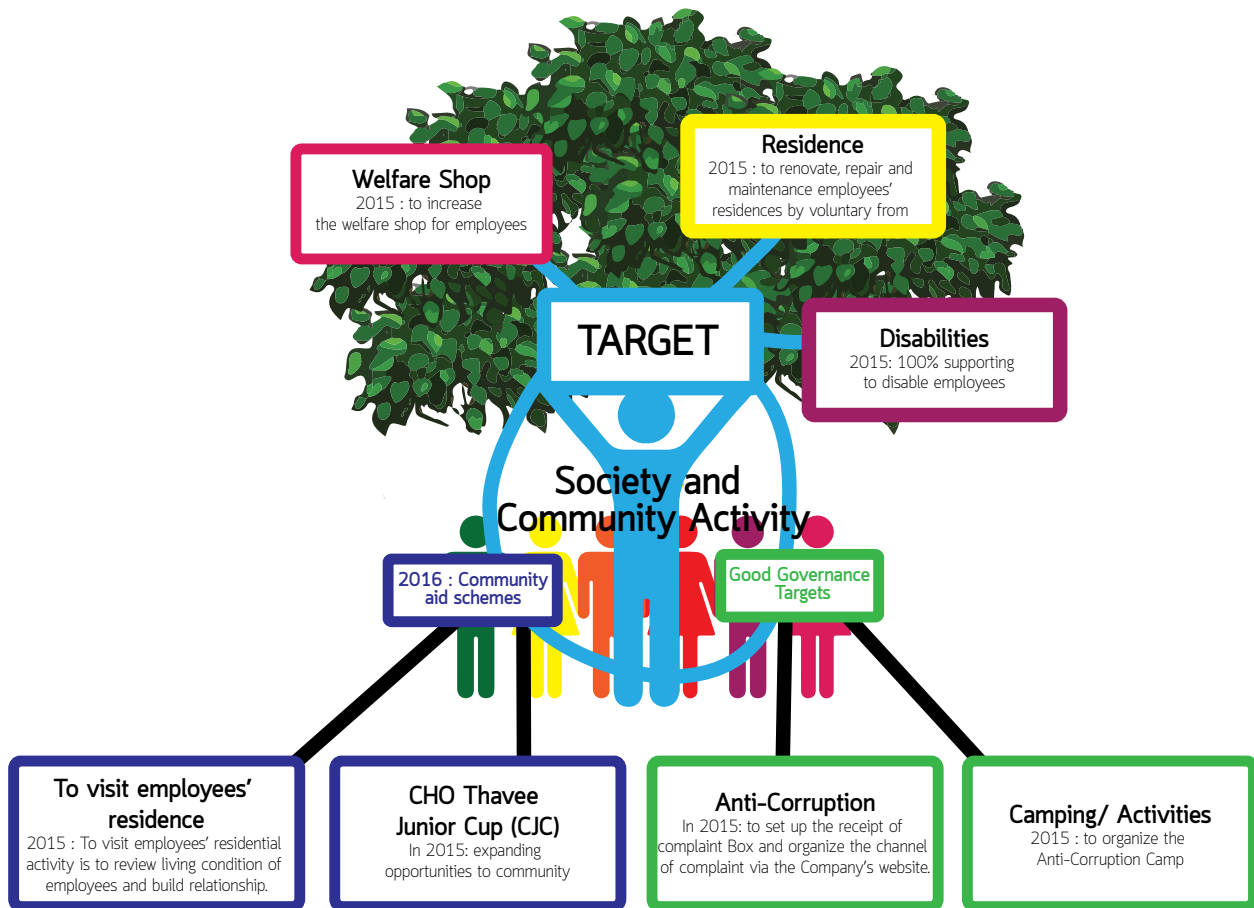 Welfare Shop
2015 : to increase
the welfare shop for employees
Residence
2015 : to renovate, repair and
maintenance employees’
residences by voluntary from
TARGET
Disabilities
2015: 100% supporting
to disable employees
Society and
Community Activity
2016 : Community
aid schemes
Good Governance
Targets
To visit employees’
residence
2015 : To visit employees’ residential
activity is to review living condition of
employees and build relationship.
CHO Thavee
Junior Cup (CJC)
In 2015: expanding
opportunities to community
Anti-Corruption
In 2015: to set up the receipt of
complaint Box and organize the channel
of complaint via the Company’s website.
Camping/ Activities
2015 : to organize the
Anti-Corruption Camp